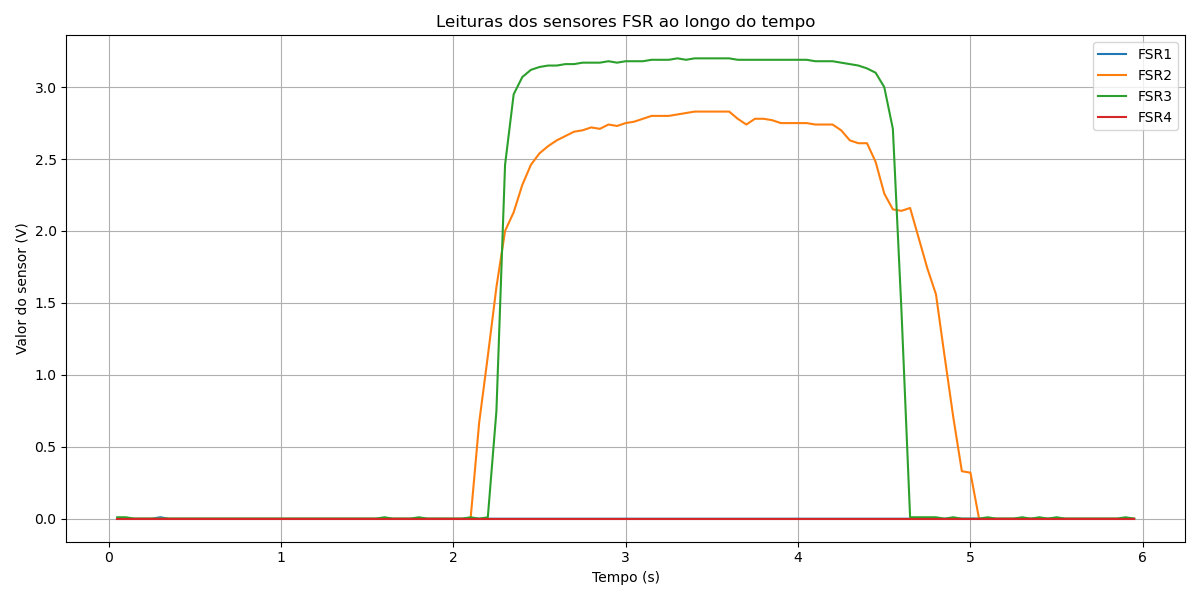 Leituras dos sensores FSR ao longo do tempo
FSR1
FSR2
FSR3
FSR4
Valor do sensor (V)
3.0
2.5
2.0
1.5
1.0
0.5
0.0
0 1 2 3 4 5 6
Tempo (s)